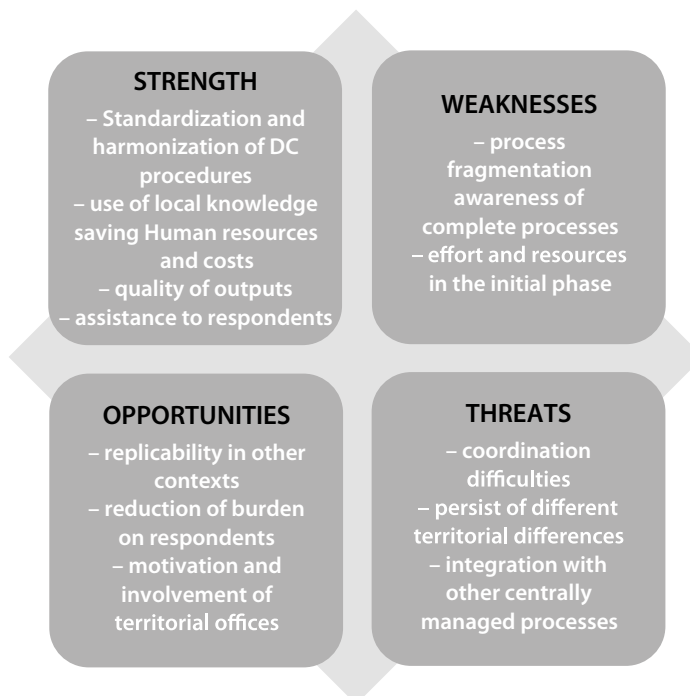 STRENGTH
– Standardization and
harmonization of DC
procedures
– use of local knowledge
saving Human resources
and costs
– quality of outputs
– assistance to respondents
WEAKNESSES
– process
fragmentation
awareness of
complete processes
– effort and resources
in the initial phase
OPPORTUNITIES
– replicability in other
contexts
– reduction of burden
on respondents
– motivation and
involvement of
territorial offices
THREATS
– coordination
difficulties
– persist of different
territorial differences
– integration with
other centrally
managed processes